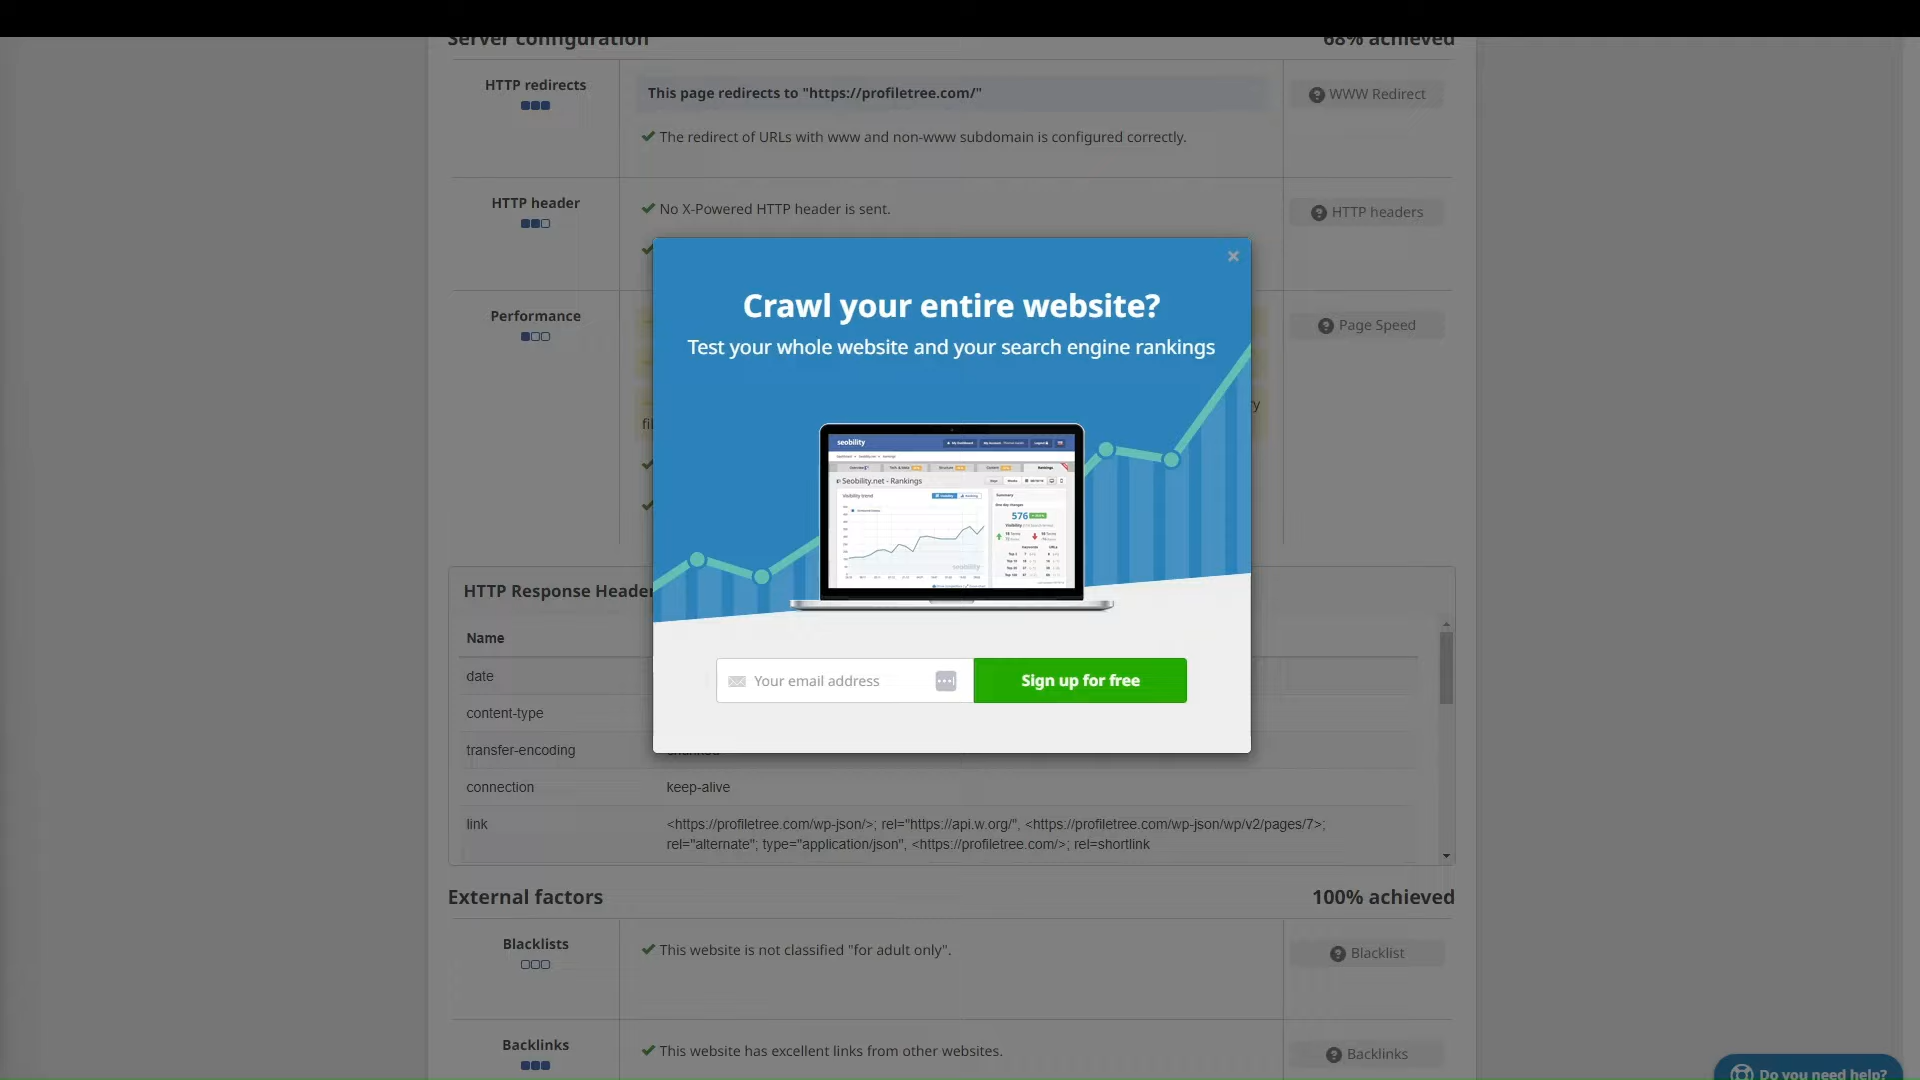 Server configuration
68% achieved
HTTP redirects
This page redirects to "https://profiletree.com/"
WWW Redirect
The redirect of URLs with www and non-www subdomain is configured correctly.
HTTP header
No X-Powered HTTP header is sent.
HTTP headers
Performance
Page Speed
Crawl your entire website?
Test your whole website and your search engine rankings
seobility
Seobility.net - Rankings
Visibility trend
Summary
576
Your email address
Sign up for free
HTTP Response Header
Name
date
content-type
transfer-encoding
connection
keep-alive
link
<https://profiletree.com/wp-json/>; rel="https://api.w.org/", <https://profiletree.com/wp-json/wp/v2/pages/7>;
rel="alternate"; type="application/json", <https://profiletree.com/>; rel=shortlink
External factors
100% achieved
Blacklists
This website is not classified "for adult only".
Blacklist
Backlinks
This website has excellent links from other websites.
Backlinks
Do you need help?